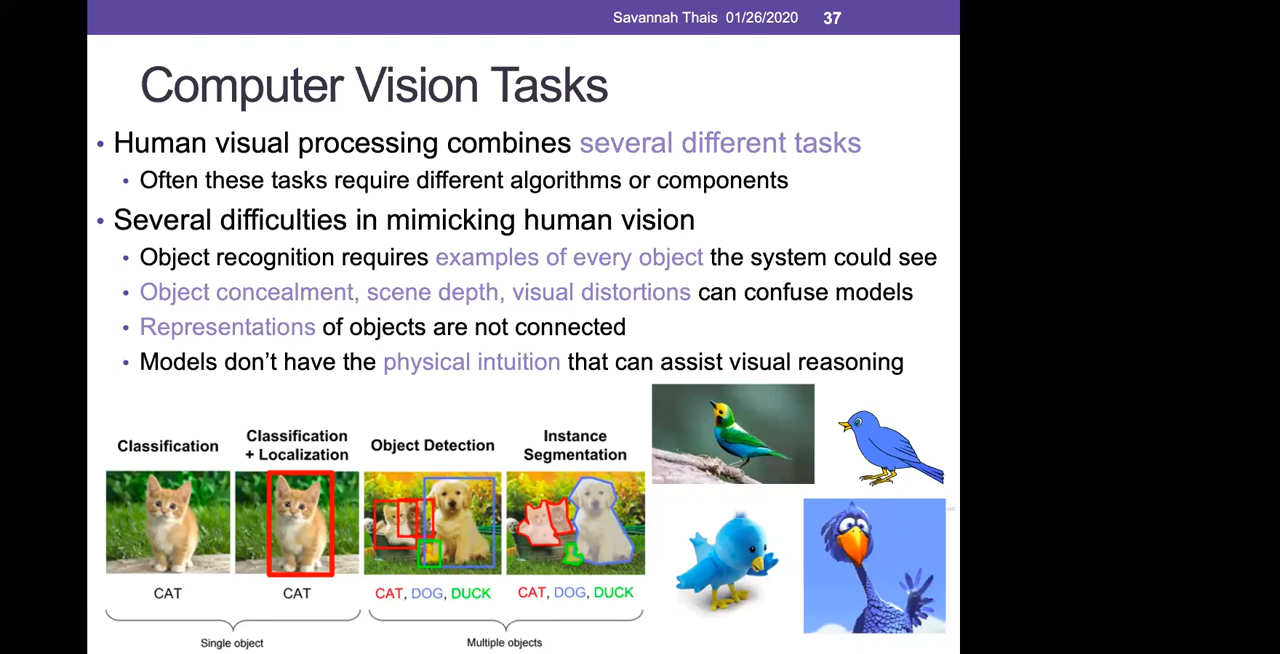 Savannah Thais 01/26/2020 37
Computer Vision Tasks
• Human visual processing combines several different tasks
• Often these tasks require different algorithms or components
• Several difficulties in mimicking human vision
• Object recognition requires examples of every object the system could see
• Object concealment, scene depth, visual distortions can confuse models
• Representations of objects are not connected
• Models don’t have the physical intuition that can assist visual reasoning
Classification
Classification
+ Localization
Object Detection
Instance
Segmentation
CAT
CAT
CAT, DOG, DUCK
CAT, DOG, DUCK
Single object
Multiple objects